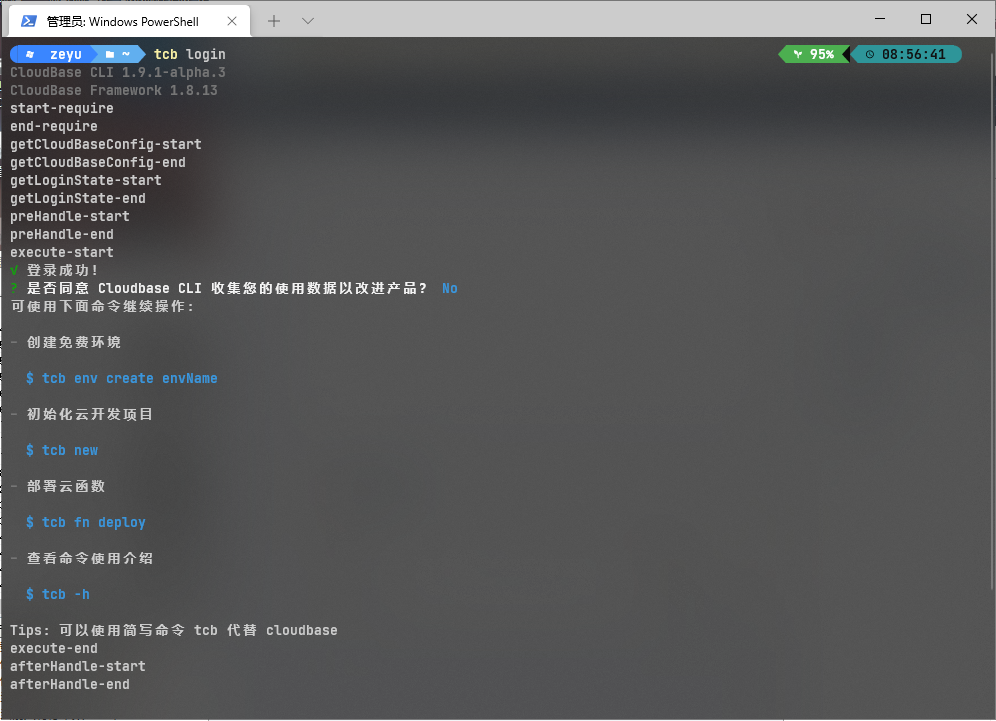 管理员: Windows PowerShell
zeyu ~ tcb login 95% 08:56:41
CloudBase CLI 1.9.1-alpha.3
CloudBase Framework 1.8.13
start-require
end-require
getCloudBaseConfig-start
getCloudBaseConfig-end
getLoginState-start
getLoginState-end
preHandle-start
preHandle-end
execute-start
√ 登录成功!
? 是否同意 Cloudbase CLI 收集您的使用数据以改进产品? No
可使用下面命令继续操作:
- 创建免费环境
$ tcb env create envName
- 初始化云开发项目
$ tcb new
- 部署云函数
$ tcb fn deploy
- 查看命令使用介绍
$ tcb -h
Tips: 可以使用简写命令 tcb 代替 cloudbase
execute-end
afterHandle-start
afterHandle-end